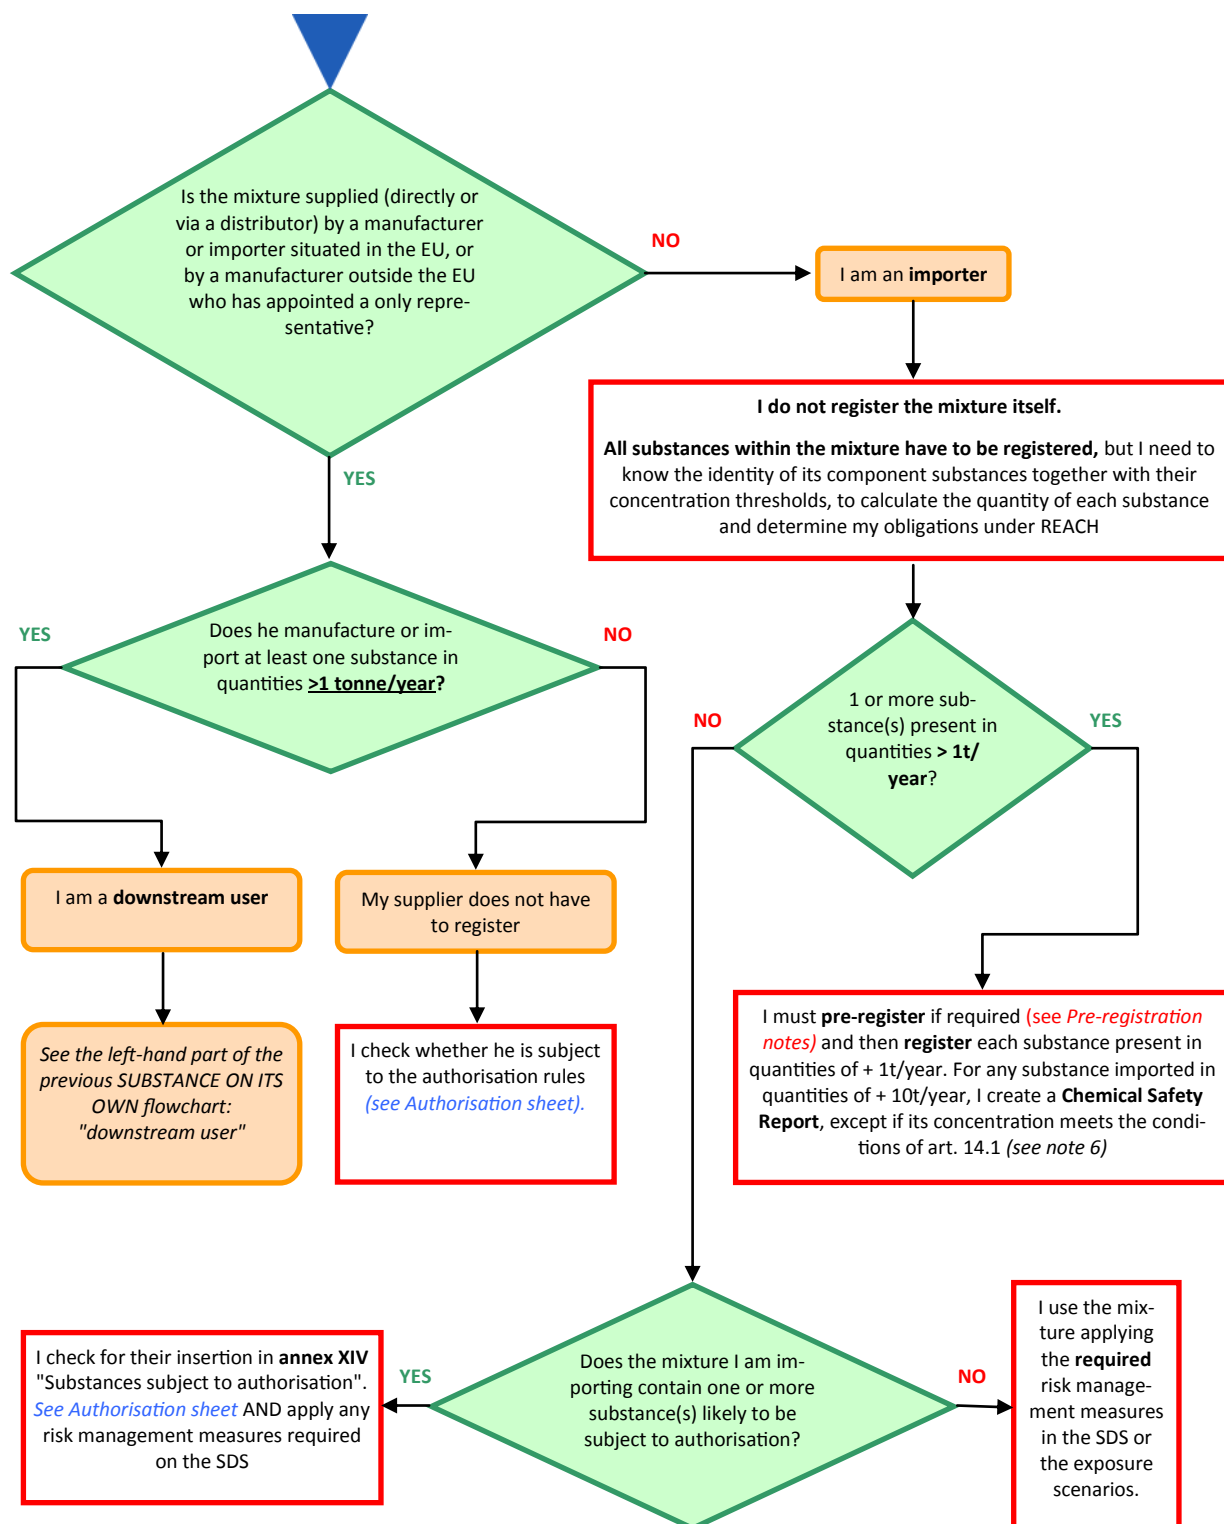 Is the mixture supplied (directly or
via a distributor) by a manufacturer
or importer situated in the EU, or
by a manufacturer outside the EU
who has appointed a only repre-
sentative?
NO
I am an importer
YES
I do not register the mixture itself.
All substances within the mixture have to be registered, but I need to
know the identity of its component substances together with their
concentration thresholds, to calculate the quantity of each substance
and determine my obligations under REACH
YES
Does he manufacture or im-
port at least one substance in
quantities >1 tonne/year?
NO
NO
1 or more sub-
stance(s) present in
quantities > 1t/
year?
YES
I am a downstream user
My supplier does not have
to register
See the left-hand part of the
previous SUBSTANCE ON ITS
OWN flowchart:
"downstream user"
I check whether he is subject
to the authorisation rules
(see Authorisation sheet).
I must pre-register if required (see Pre-registration
notes) and then register each substance present in
quantities of + 1t/year. For any substance imported in
quantities of + 10t/year, I create a Chemical Safety
Report, except if its concentration meets the condi-
tions of art. 14.1 (see note 6)
I check for their insertion in annex XIV
"Substances subject to authorisation".
See Authorisation sheet AND apply any
risk management measures required
on the SDS
YES
Does the mixture I am im-
porting contain one or more
substance(s) likely to be
subject to authorisation?
NO
I use the mix-
ture applying
the required
risk manage-
ment measures
in the SDS or
the exposure
scenarios.